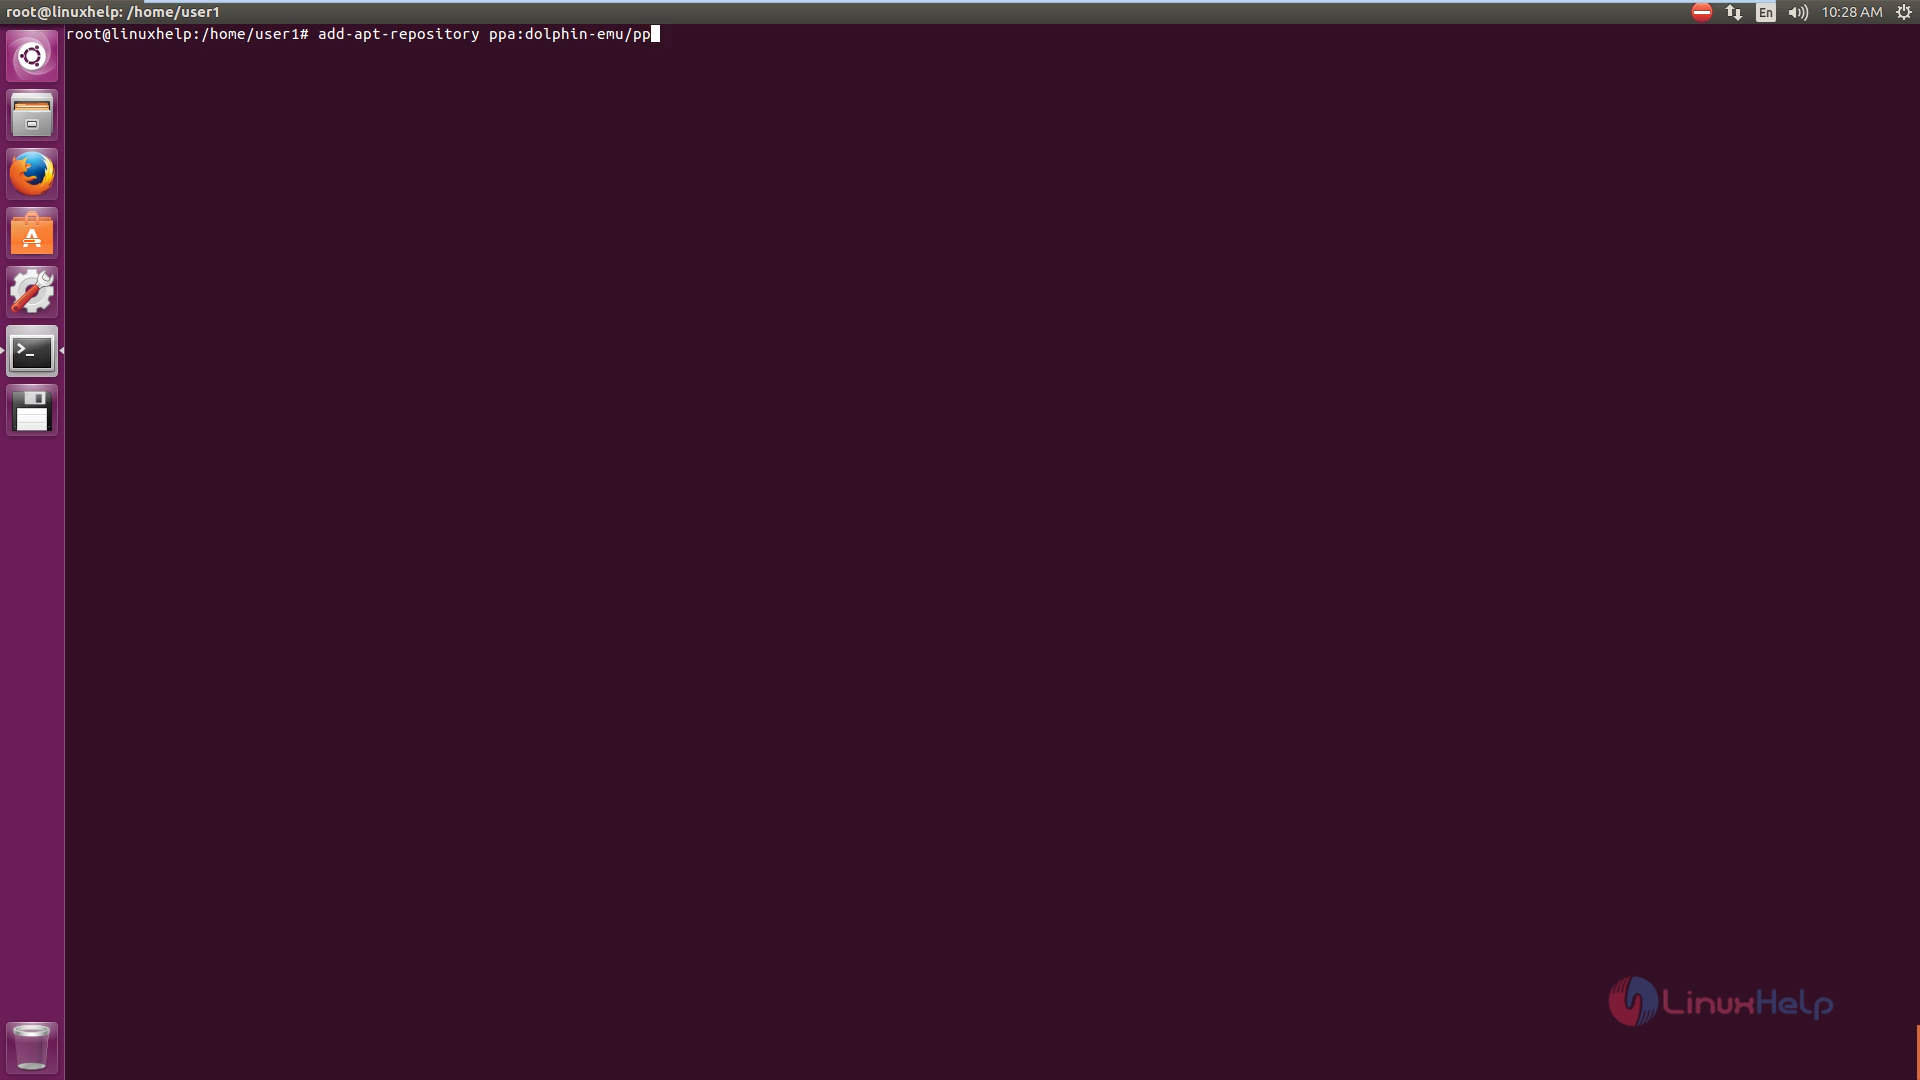 root@linuxhelp: /home/user1
En
10:28 AM
root@linuxhelp:/home/user1# add-apt-repository ppa:dolphin-emu/pp
LinuxHelp